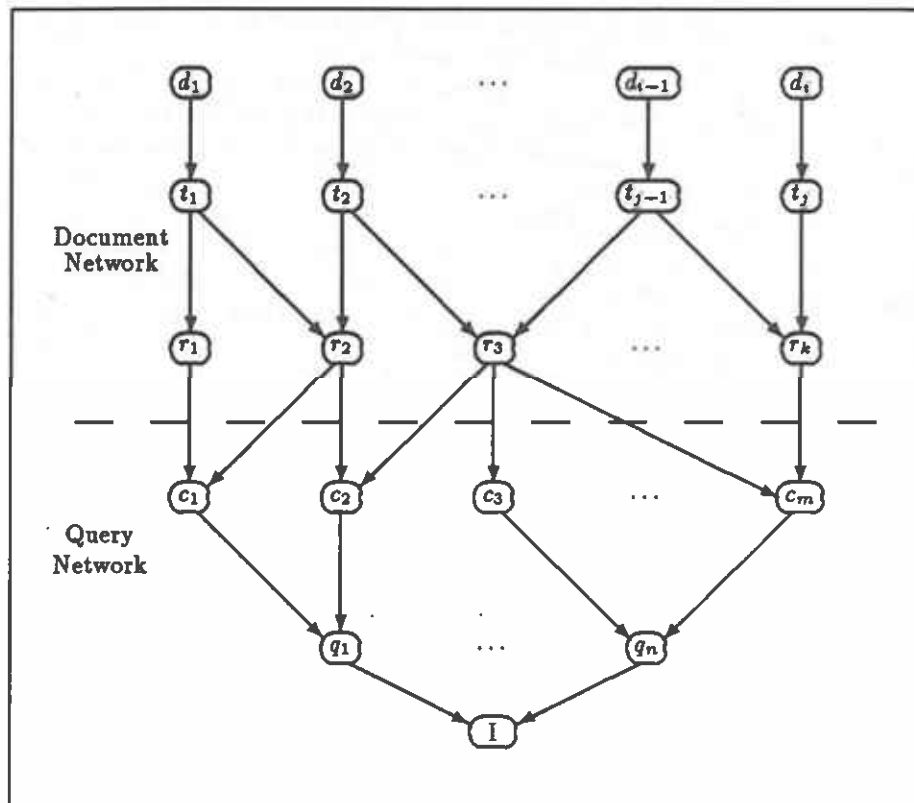 d₁ d₂ ... dᵢ₋₁ dᵢ
t₁ t₂ ... tⱼ₋₁ tⱼ
Document
Network
r₁ r₂ r₃ ... rₖ
c₁ c₂ c₃ ... cₘ
Query
Network
q₁ ... qₙ
I